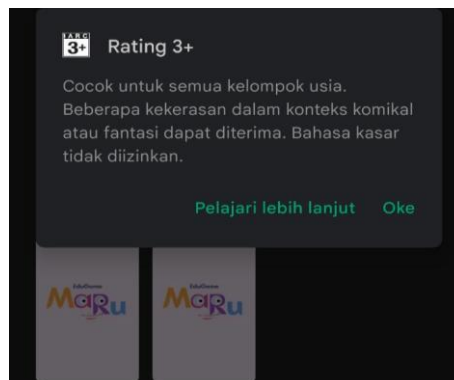 IARC
3+
Rating 3+
Cocok untuk semua kelompok usia.
Beberapa kekerasan dalam konteks komikal
atau fantasi dapat diterima. Bahasa kasar
tidak diizinkan.
Pelajari lebih lanjut Oke
EduGame EduGame
MaRu MaRu